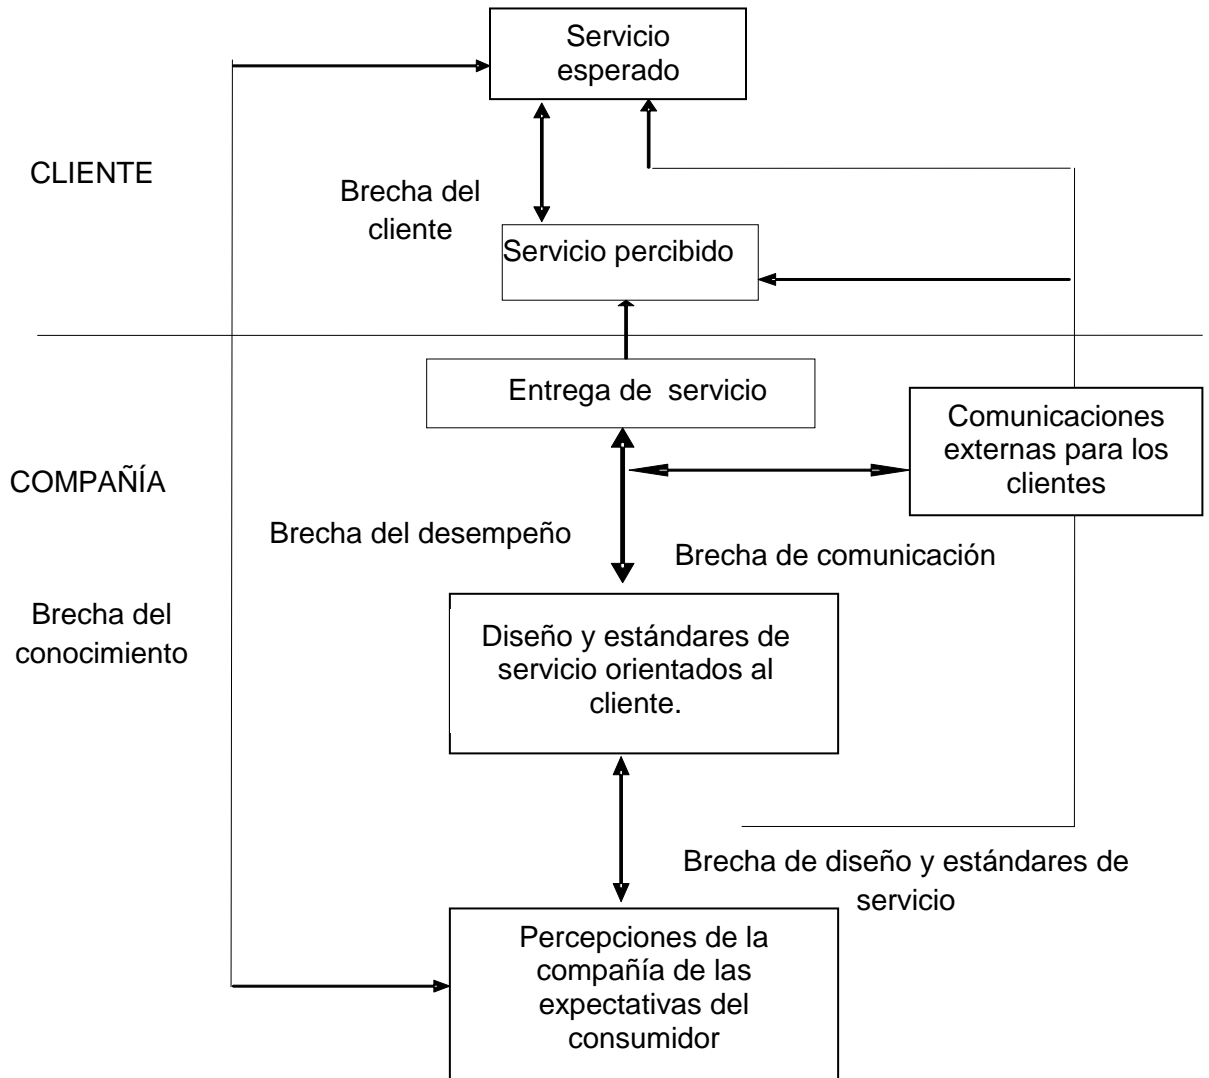 Servicio
esperado
CLIENTE
Brecha del
cliente
Servicio percibido
Entrega de servicio
Comunicaciones
externas para los
clientes
COMPAÑÍA
Brecha del desempeño
Brecha de comunicación
Brecha del
conocimiento
Diseño y estándares de
servicio orientados al
cliente.
Brecha de diseño y estándares de
servicio
Percepciones de la
compañía de las
expectativas del
consumidor